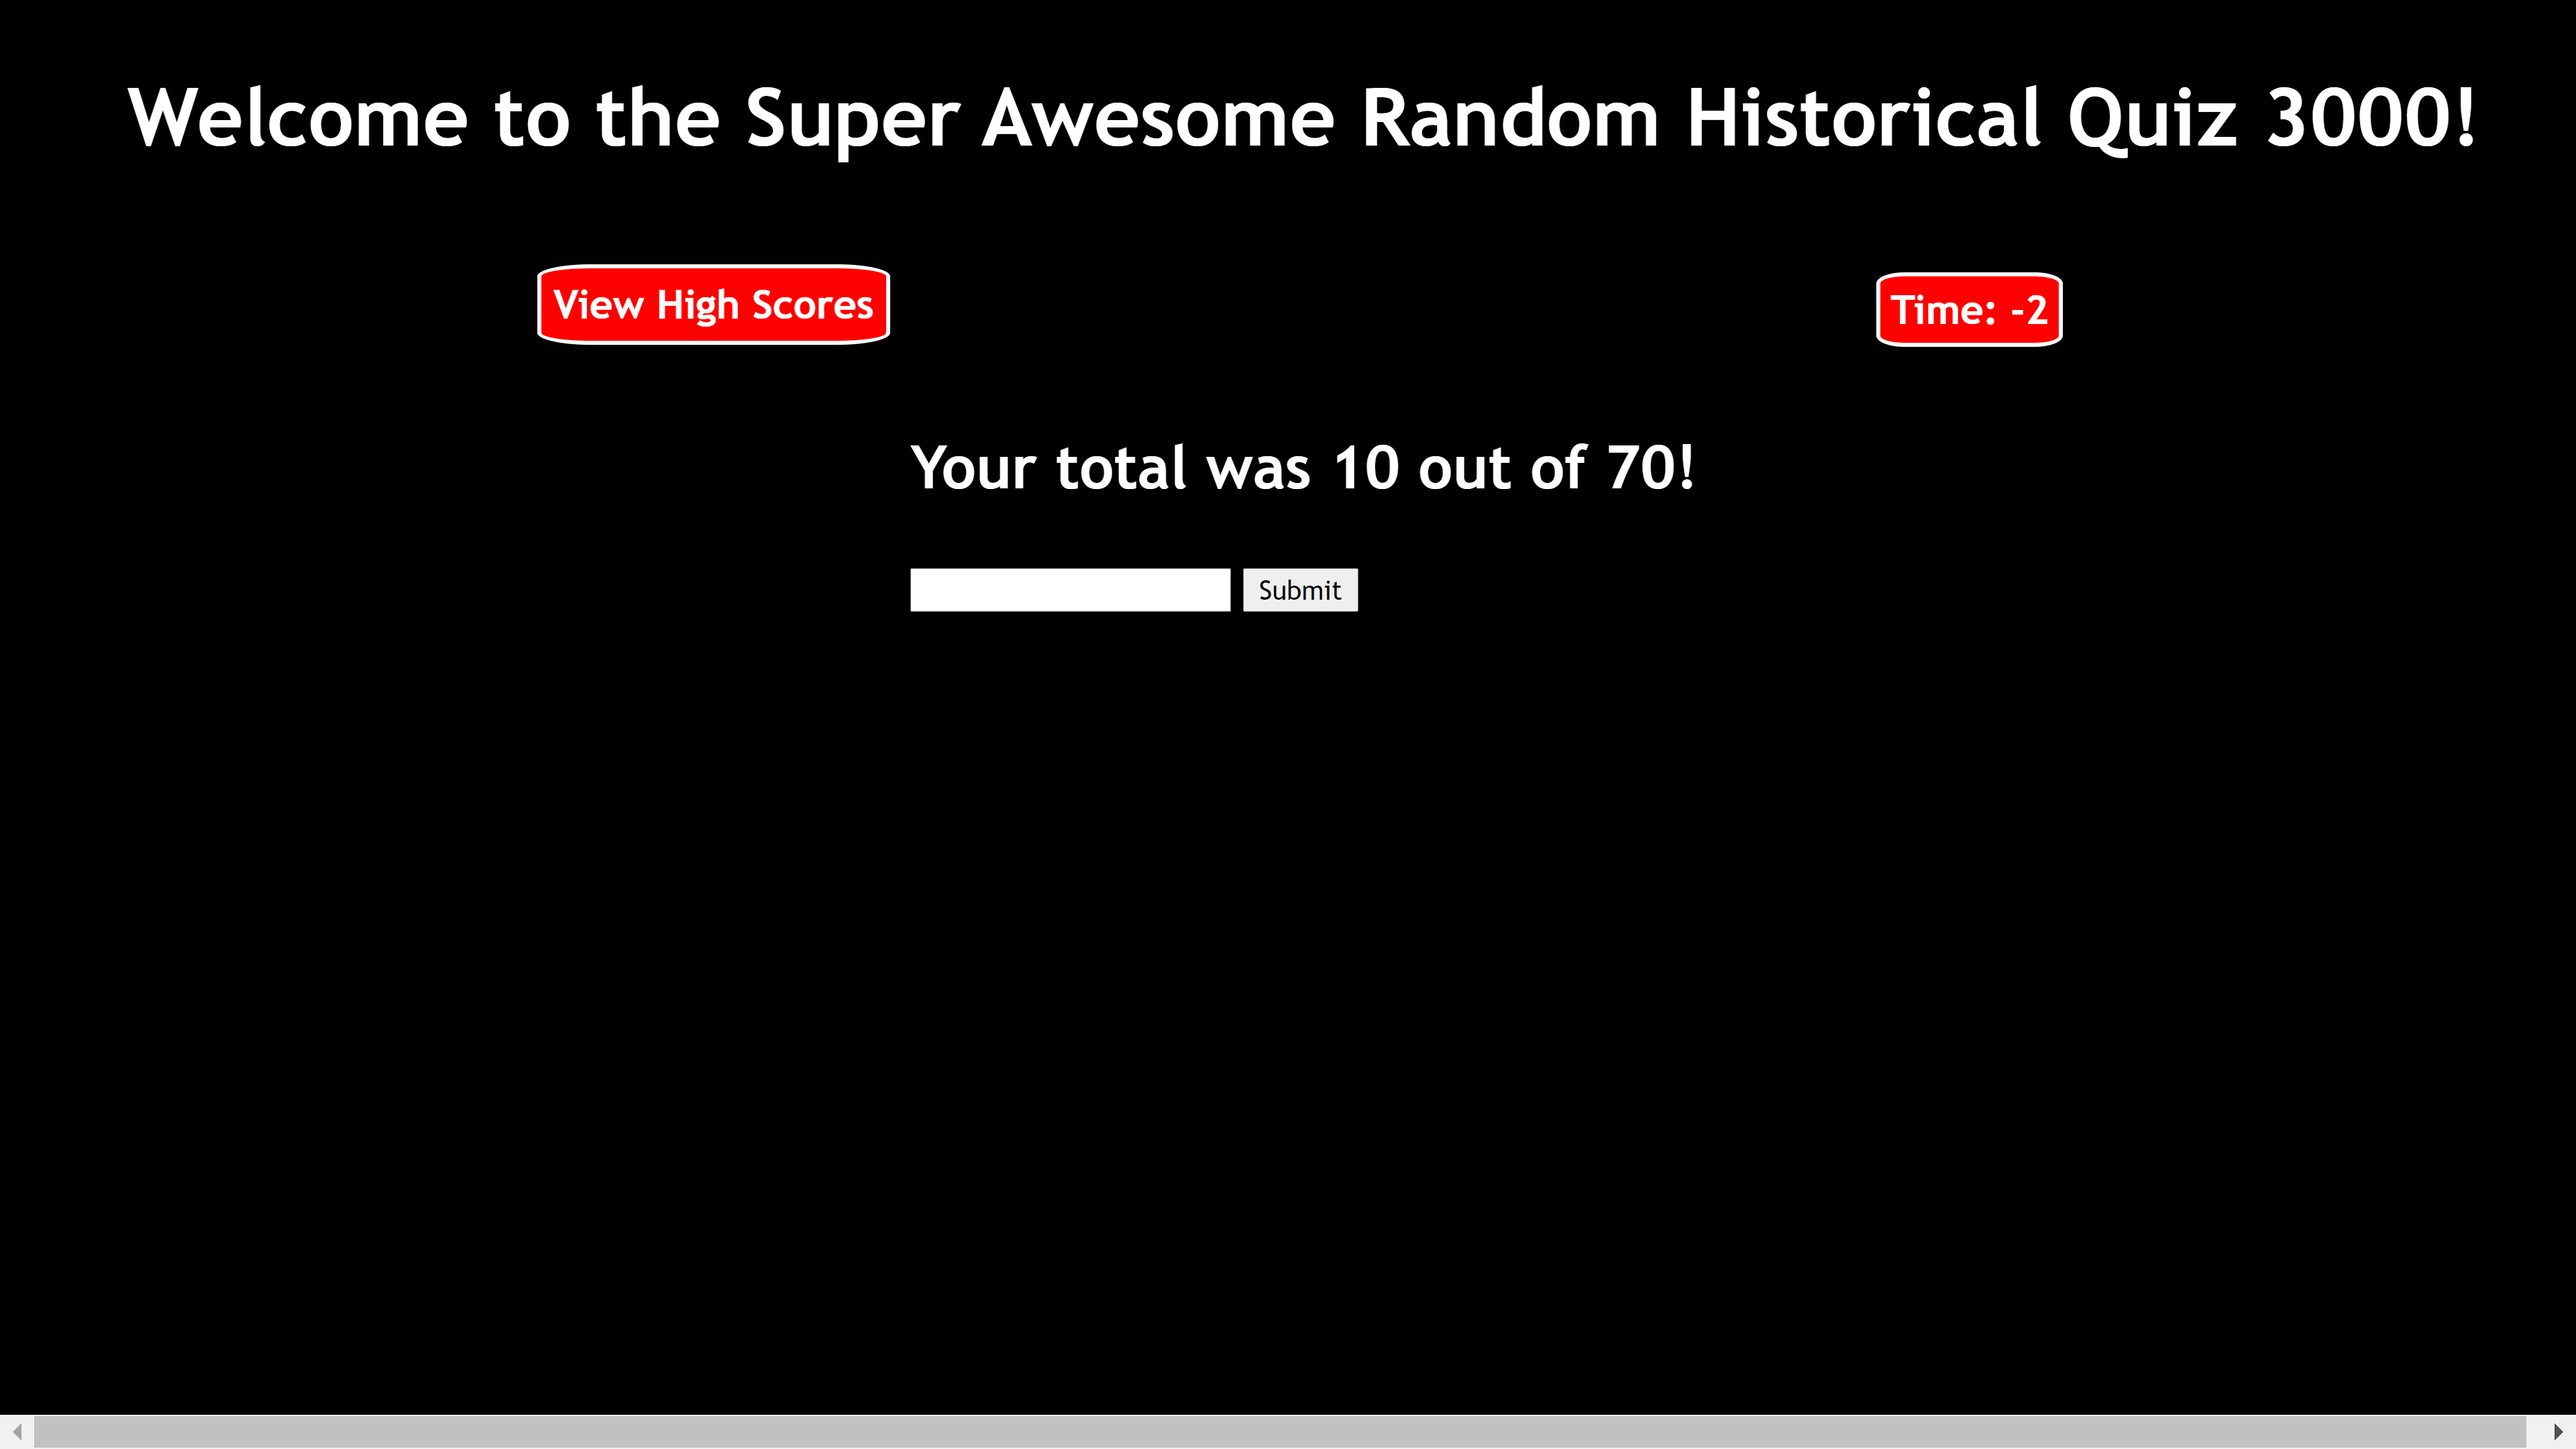 Welcome to the Super Awesome Random Historical Quiz 3000!
View High Scores
Time: -2
Your total was 10 out of 70!
Submit